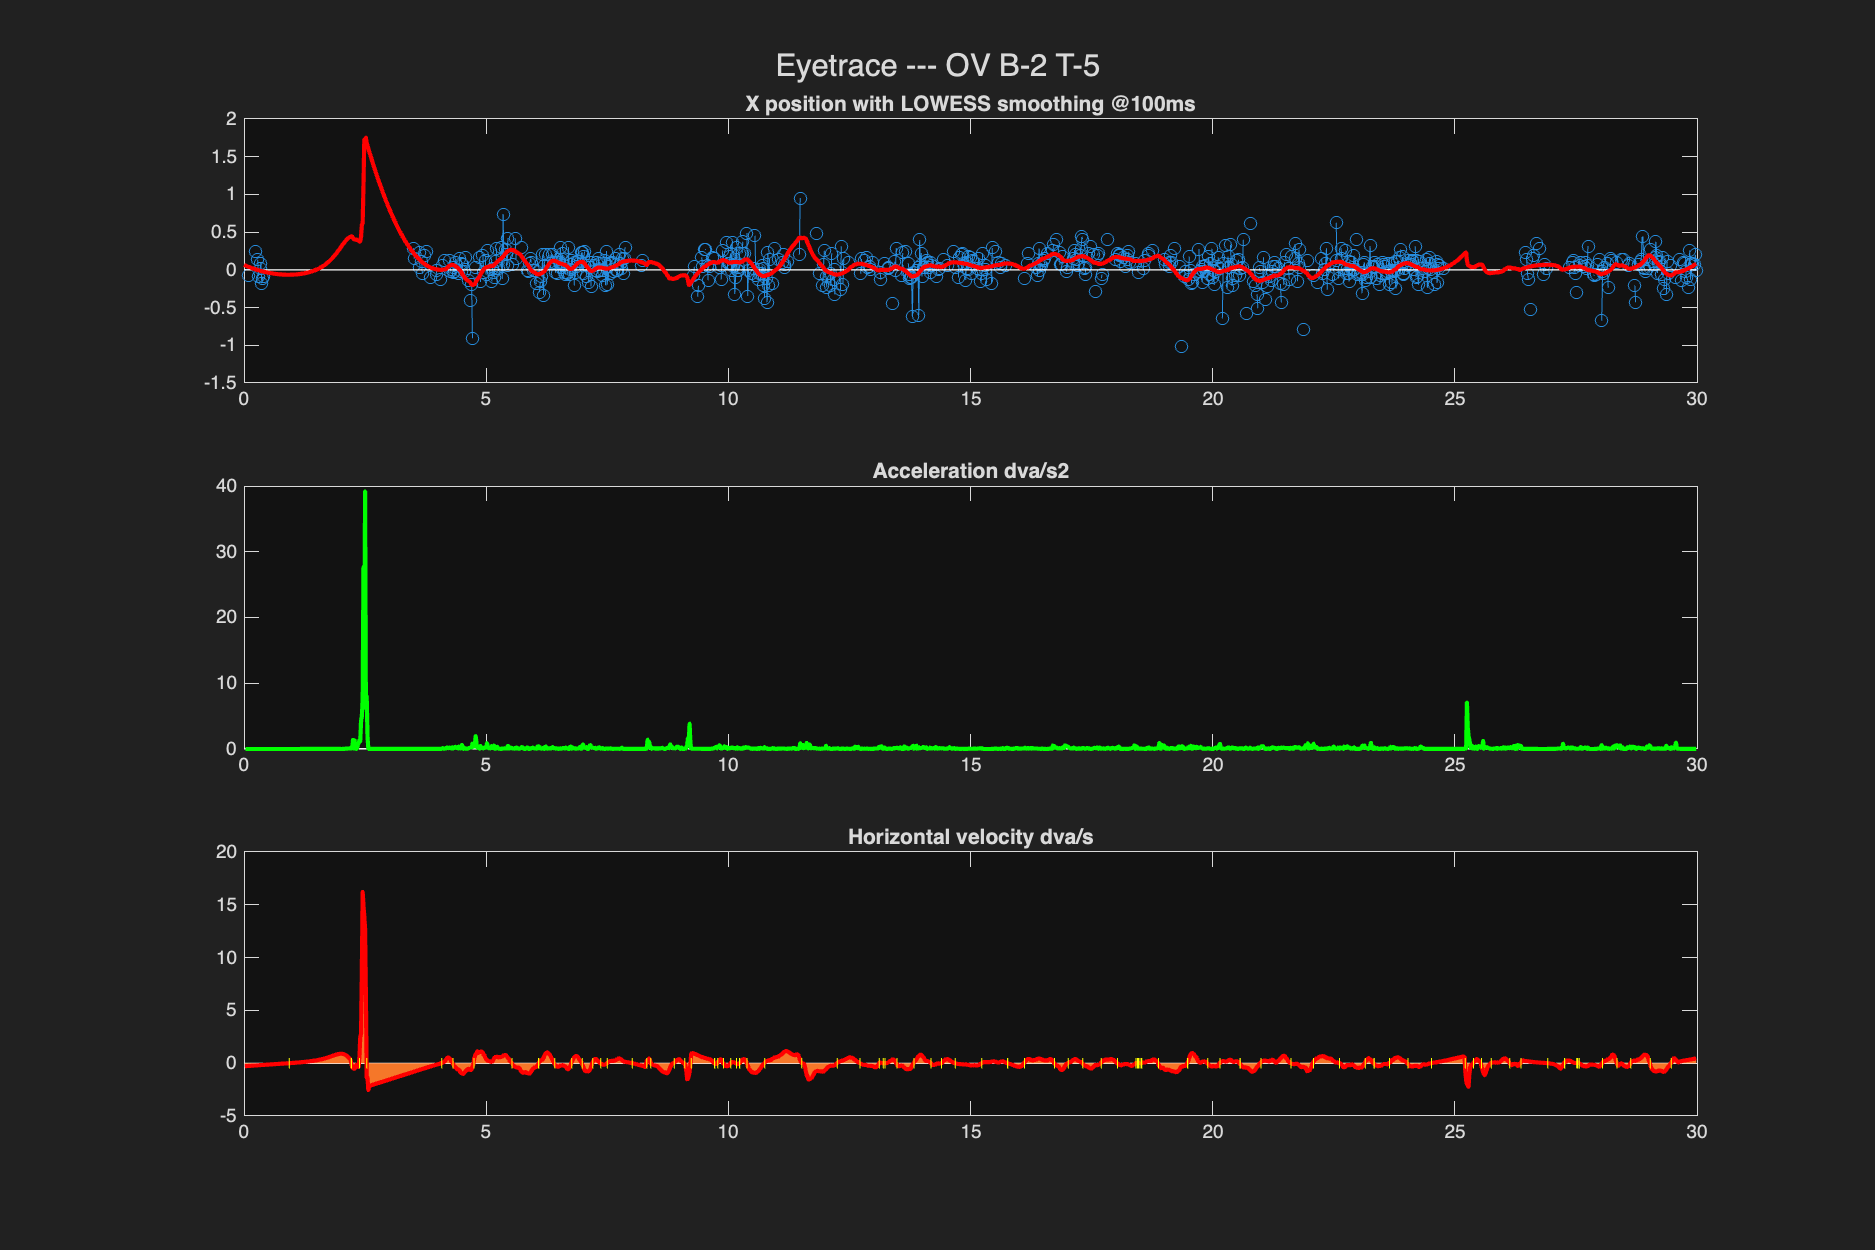 Eyetrace --- OV B-2 T-5
X position with LOWESS smoothing @100ms
2
1.5
1
0.5
0
-0.5
-1
-1.5
0 5 10 15 20 25 30
Acceleration dva/s2
40
30
20
10
0
0 5 10 15 20 25 30
Horizontal velocity dva/s
20
15
10
5
0
-5
0 5 10 15 20 25 30